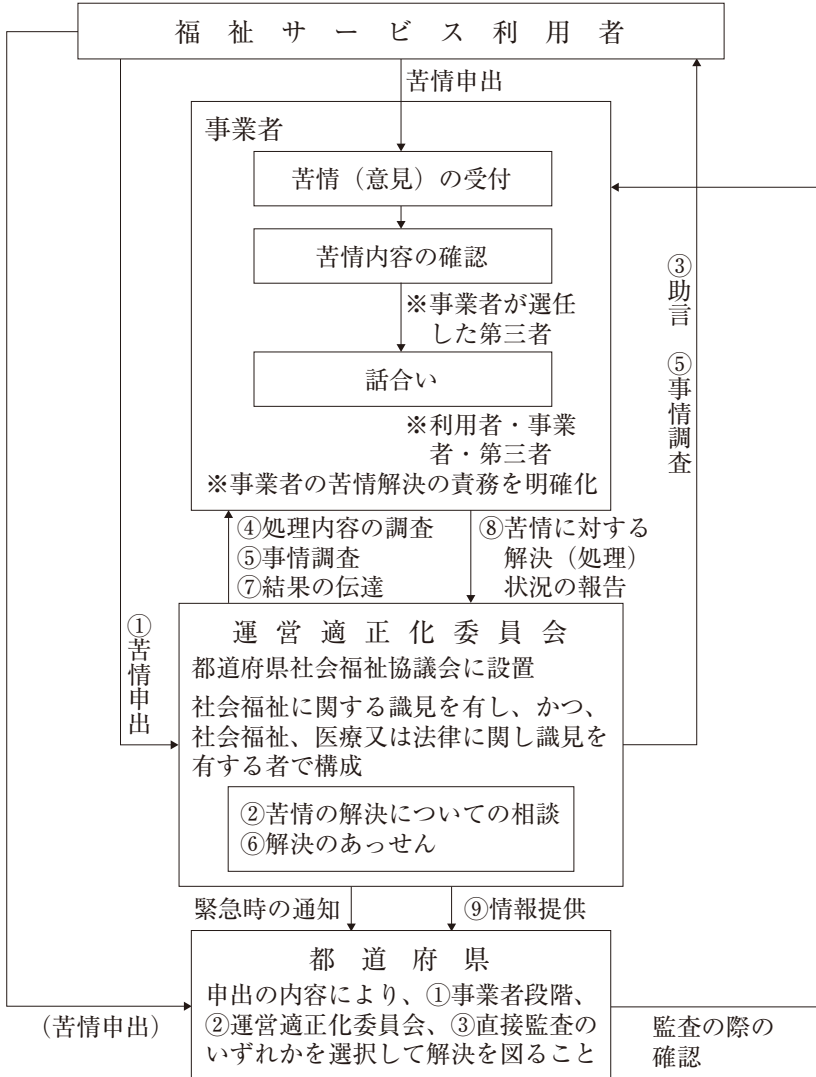 福祉サービス利用者
苦情申出
事業者
苦情（意見）の受付
苦情内容の確認
※事業者が選任
した第三者
話合い
※利用者・事業
者・第三者
※事業者の苦情解決の責務を明確化
③助言　⑤事情調査
④処理内容の調査
⑤事情調査
⑦結果の伝達
⑧苦情に対する
解決（処理）
状況の報告
①苦情申出
運営適正化委員会
都道府県社会福祉協議会に設置
社会福祉に関する識見を有し、かつ、
社会福祉、医療又は法律に関し識見を
有する者で構成
②苦情の解決についての相談
⑥解決のあっせん
緊急時の通知
⑨情報提供
都道府県
申出の内容により、①事業者段階、
②運営適正化委員会、③直接監査の
いずれかを選択して解決を図ること
（苦情申出）
監査の際の
確認